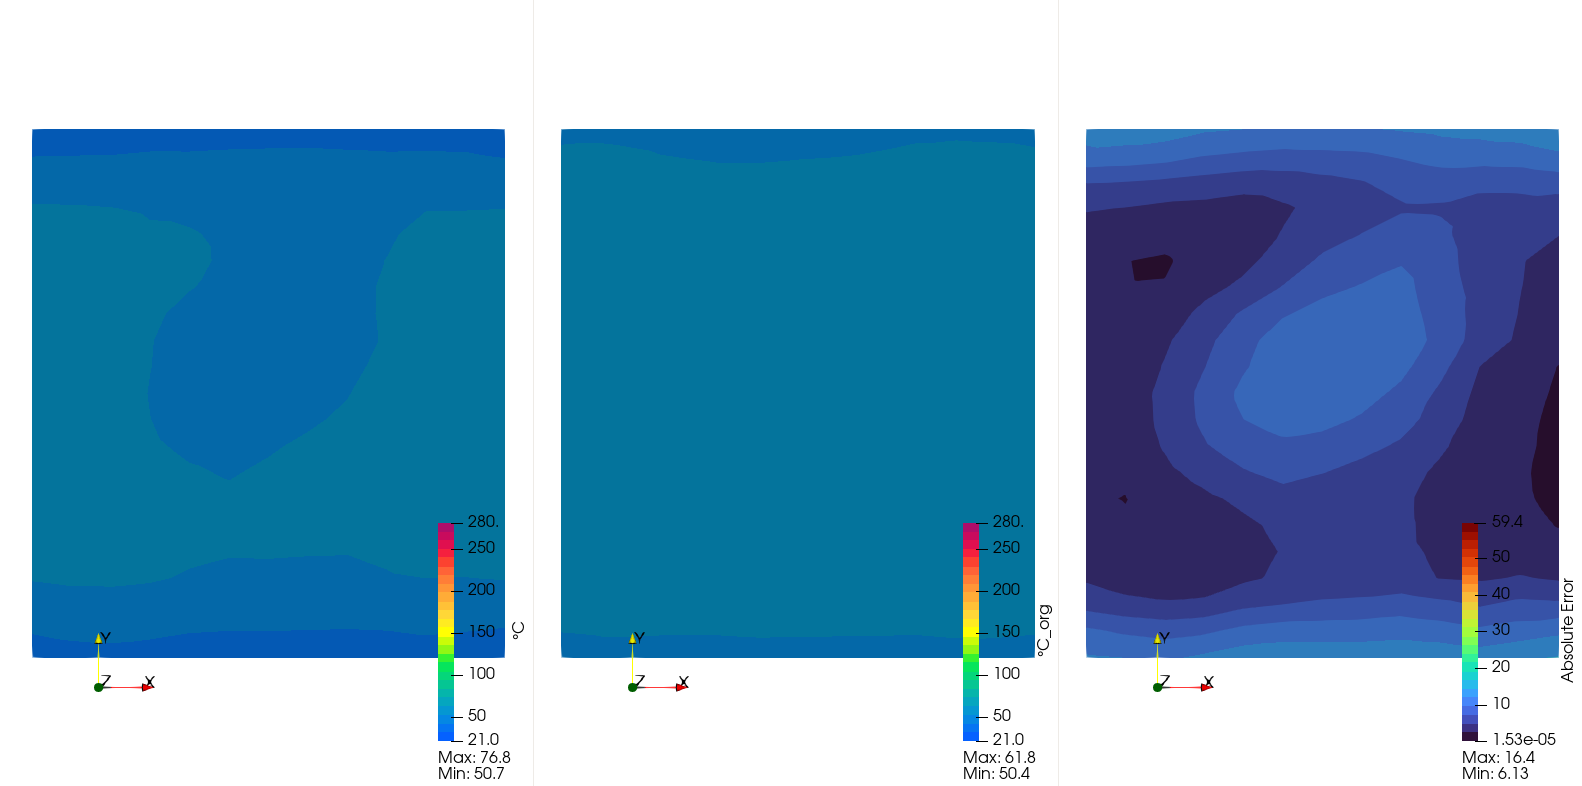 280.
250
200
150
100
50
21.0
°C
Max: 76.8
Min: 50.7
Y
Z
X
280.
250
200
150
100
50
21.0
°C_org
Max: 61.8
Min: 50.4
Y
Z
X
59.4
50
40
30
20
10
1.53e-05
Absolute Error
Max: 16.4
Min: 6.13
Y
Z
X